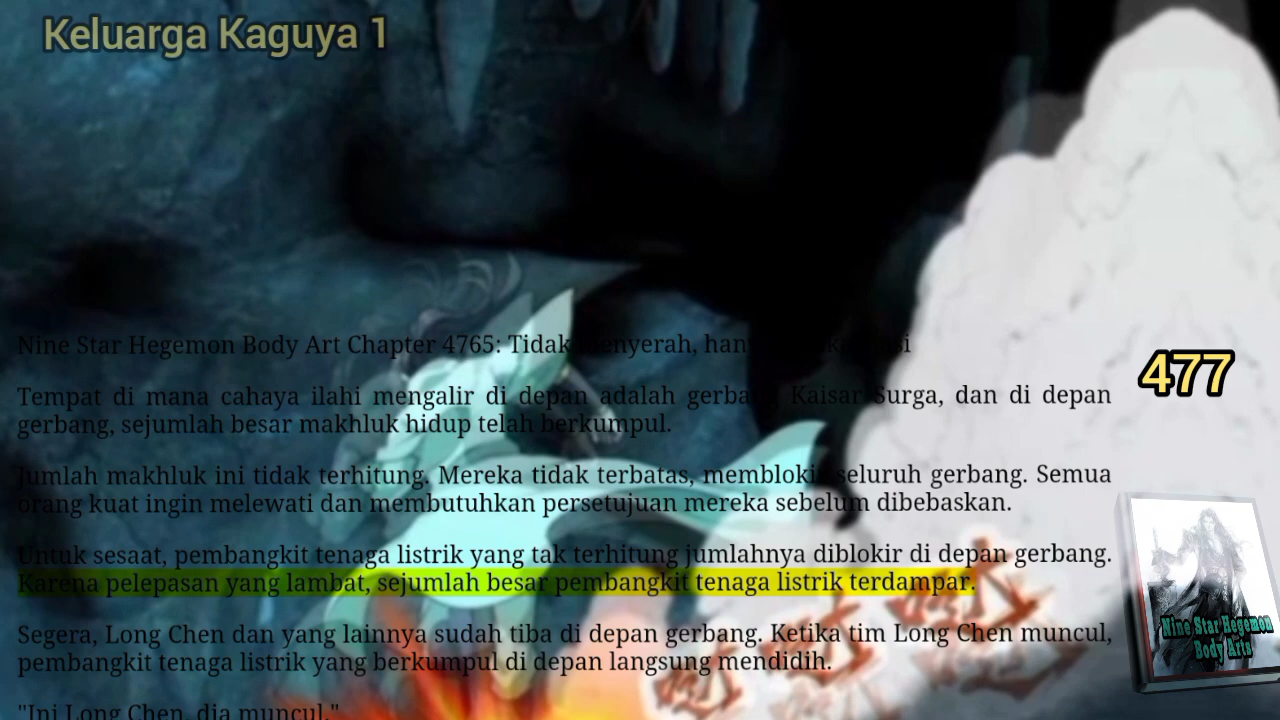 Keluarga Kaguya 1
Nine Star Hegemon Body Art Chapter 4765: Tidak menyerah, hanya
Tempat di mana cahaya ilahi mengalir di depan adalah gerbang Kaisar Surga, dan di depan
gerbang, sejumlah besar makhluk hidup telah berkumpul.
477
Jumlah makhluk ini tidak terhitung. Mereka tidak terbatas, memblokir seluruh gerbang. Semua
orang kuat ingin melewati dan membutuhkan persetujuan mereka sebelum dibebaskan.
Untuk sesaat, pembangkit tenaga listrik yang tak terhitung jumlahnya diblokir di depan gerbang.
Karena pelepasan yang lambat, sejumlah besar pembangkit tenaga listrik terdampar.
Segera, Long Chen dan yang lainnya sudah tiba di depan gerbang. Ketika tim Long Chen muncul,
pembangkit tenaga listrik yang berkumpul di depan langsung mendidih.
"Ini Long Chen, dia muncul."
Nine Star Hegemon
Body Arts